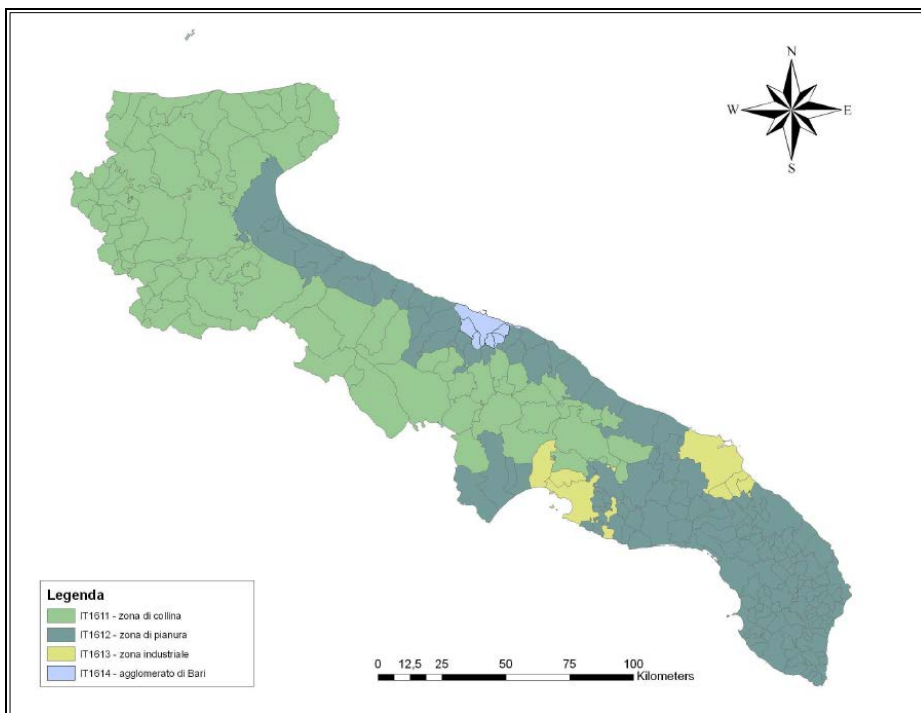 N
W E
S
Legenda
IT1611 - zona di collina
IT1612 - zona di pianura
IT1613 - zona industriale
IT1614 - agglomerato di Bari
0 12,5 25 50 75 100
Kilometers